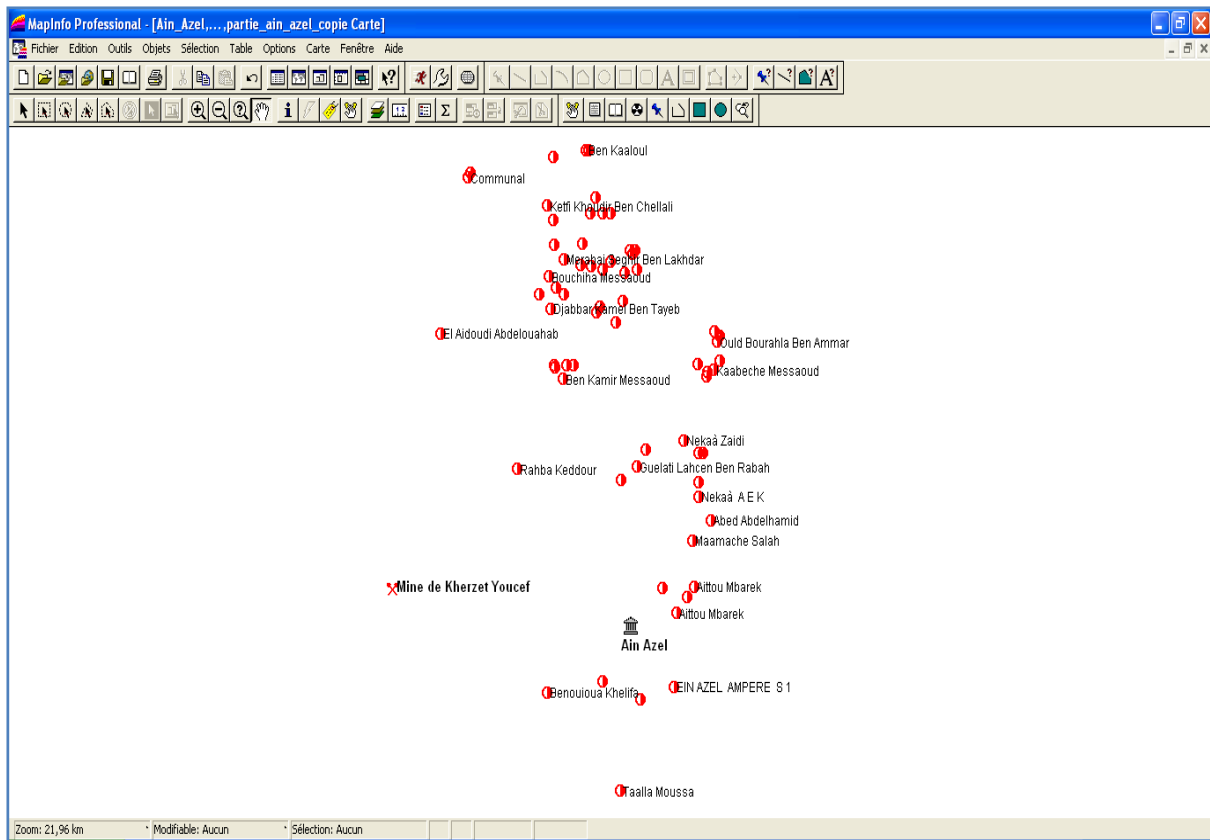 MapInfo Professional - [Ain_Azel,...,partie_ain_azel_copie Carte]
Fichier Edition Outils Objets Sélection Table Options Carte Fenêtre Aide
Ben Kaaloul
Communal
Ketfi Khoudir Ben Chellali
Merabai Seghir Ben Lakhdar
Bouchiha Messaoud
Djabbar Kamel Ben Tayeb
El Aidoudi Abdelouahab
Ould Bourahla Ben Ammar
Kaabeche Messaoud
Ben Kamir Messaoud
Nekaà Zaidi
Rahba Keddour
Guelati Lahcen Ben Rabah
Nekaà A E K
Abed Abdelhamid
Maamache Salah
Mine de Kherzet Youcef
Aittou Mbarek
Aittou Mbarek
Ain Azel
Benouioua Khelifa
EIN AZEL AMPERE S 1
Taalla Moussa
Zoom: 21,96 km Modifiable: Aucun Sélection: Aucun